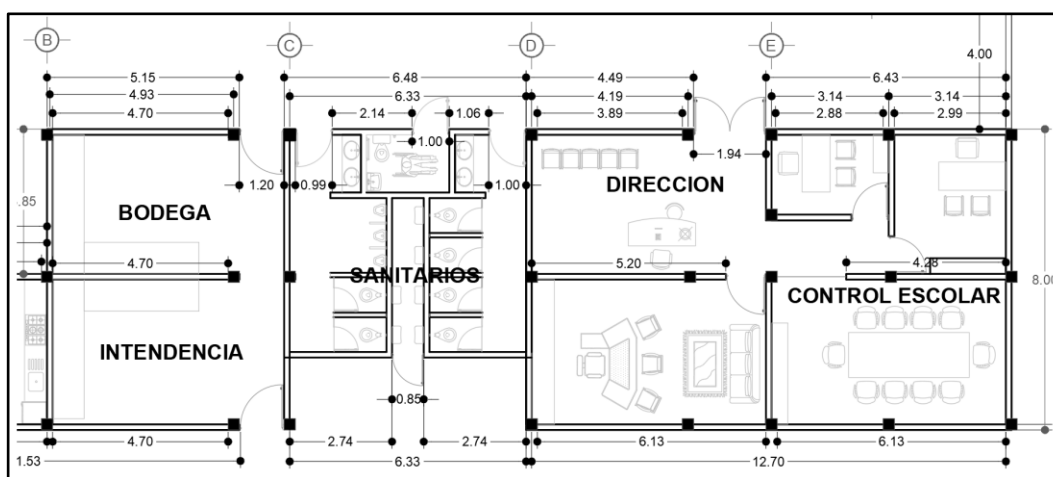 B C D E
4.00
5.15 6.48 4.49 6.43
4.93 6.33 4.19 3.14 3.14
4.70 2.14 1.06 3.89 2.88 2.99
1.00
1.94
1.20 0.99 1.00
DIRECCION
.85
BODEGA
4.70 5.20 4.28
SANITARIOS
8.00
CONTROL ESCOLAR
INTENDENCIA
0.85
4.70 2.74 2.74 6.13 6.13
1.53 6.33 12.70